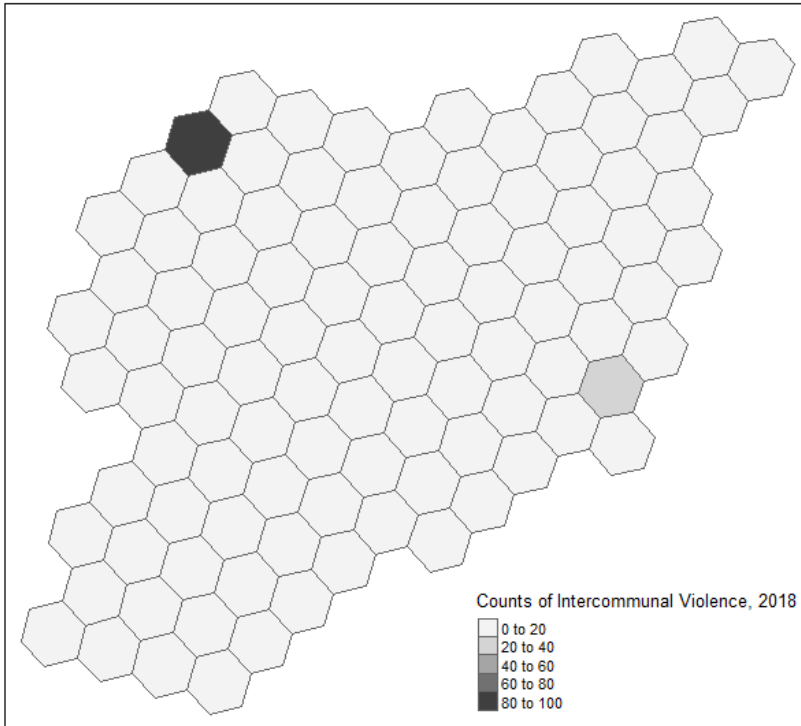 Counts of Intercommunal Violence, 2018
0 to 20
20 to 40
40 to 60
60 to 80
80 to 100